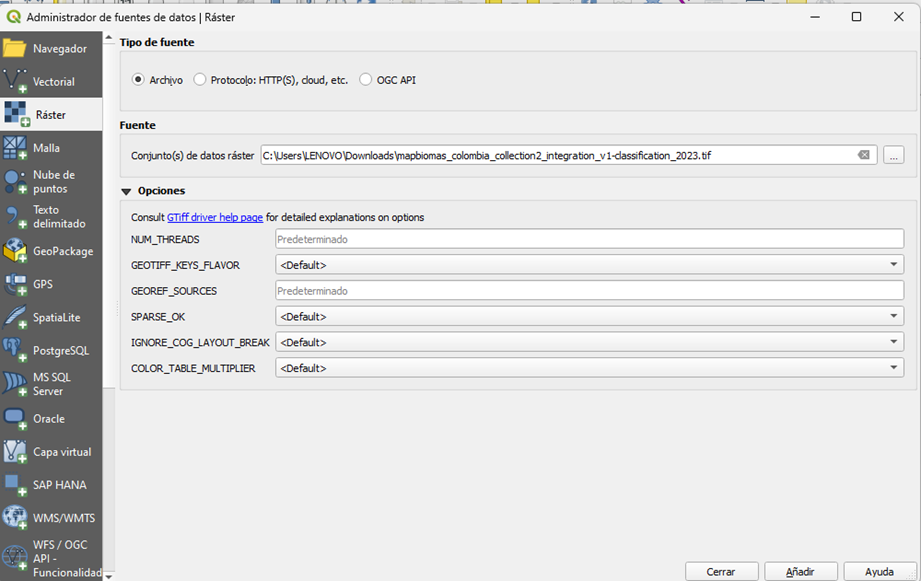 Administrador de fuentes de datos | Ráster
Navegador
Vectorial
Ráster
Malla
Nube de
puntos
Texto
delimitado
GeoPackage
GPS
SpatiaLite
PostgreSQL
MS SQL
Server
Oracle
Capa virtual
SAP HANA
WMS/WMTS
WFS / OGC
API -
Funcionalidad
Tipo de fuente
Archivo
Protocolo: HTTP(S), cloud, etc.
OGC API
Fuente
Conjunto(s) de datos ráster
C:\Users\LENOVO\Downloads\mapbiomas_colombia_collection2_integration_v1-classification_2023.tif
...
Opciones
Consult GTiff driver help page for detailed explanations on options
NUM_THREADS
Predeterminado
GEOTIFF_KEYS_FLAVOR
<Default>
GEOREF_SOURCES
Predeterminado
SPARSE_OK
<Default>
IGNORE_COG_LAYOUT_BREAK
<Default>
COLOR_TABLE_MULTIPLIER
<Default>
Cerrar
Añadir
Ayuda